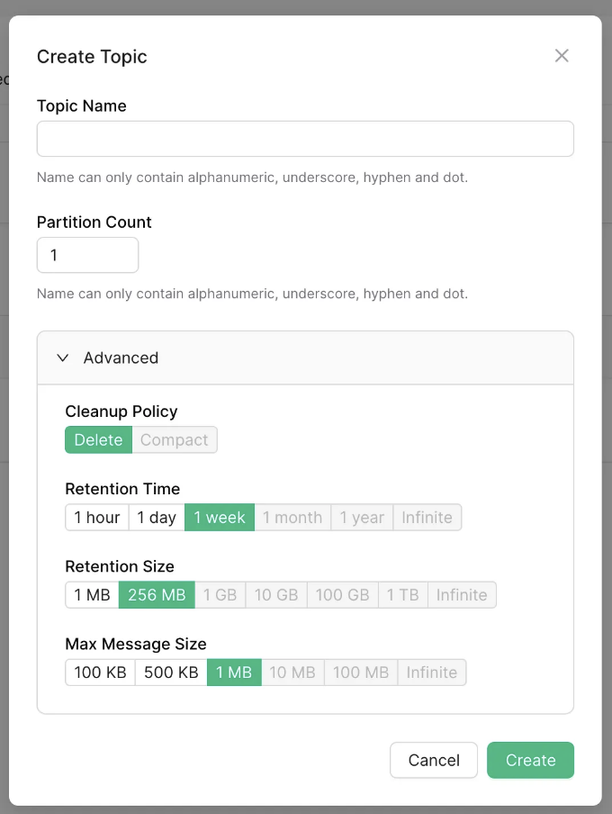 Create Topic
Topic Name
Name can only contain alphanumeric, underscore, hyphen and dot.
Partition Count
1
Name can only contain alphanumeric, underscore, hyphen and dot.
Advanced
Cleanup Policy
Delete Compact
Retention Time
1 hour 1 day 1 week 1 month 1 year Infinite
Retention Size
1 MB 256 MB 1 GB 10 GB 100 GB 1 TB Infinite
Max Message Size
100 KB 500 KB 1 MB 10 MB 100 MB Infinite
Cancel Create